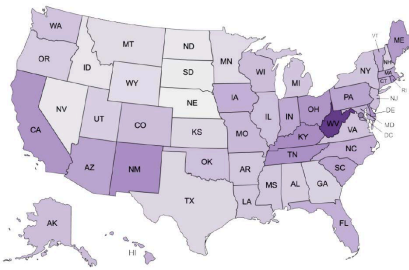 WA
OR
CA
ID
NV
MT
WY
UT
AZ
CO
NM
ND
SD
NE
KS
OK
TX
MN
IA
MO
AR
LA
WI
IL
MS
MI
IN
KY
TN
AL
OH
WV
GA
FL
SC
NC
VA
PA
NY
VT
NH
ME
MA
CT
RI
NJ
DE
MD
DC
AK
HI